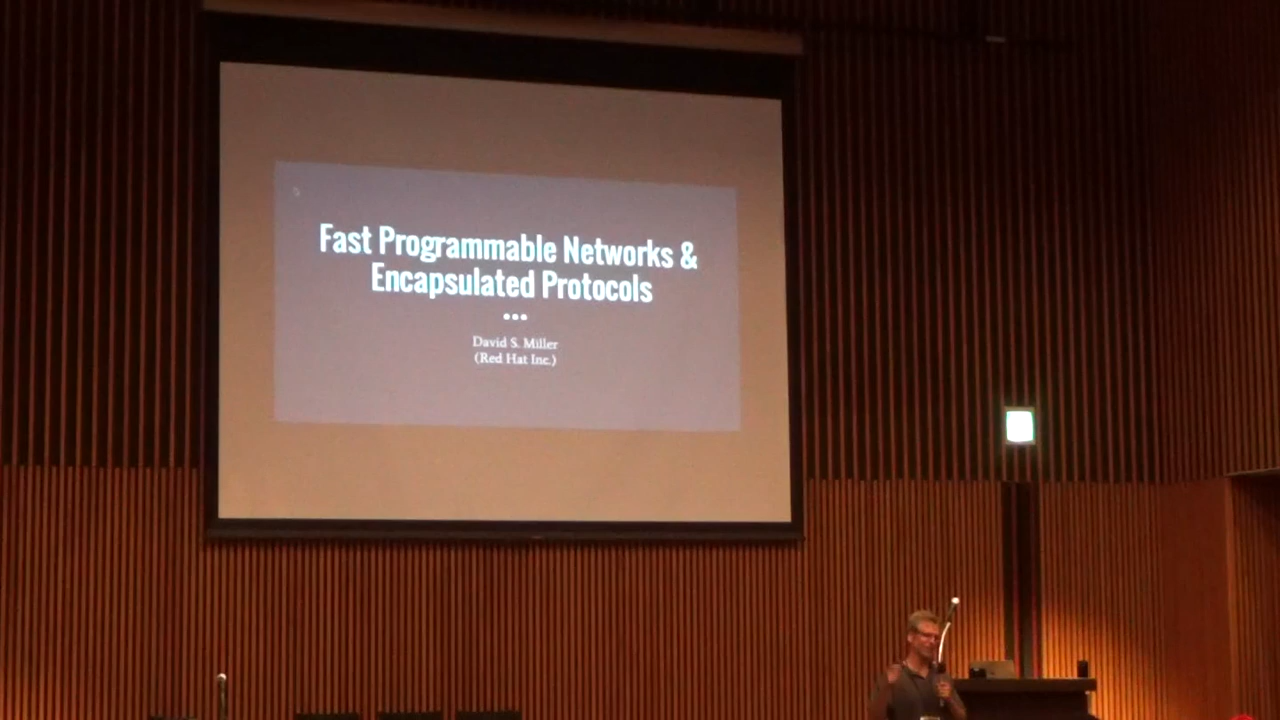 Fast Programmable Networks &
Encapsulated Protocols
David S. Miller
(Red Hat Inc.)